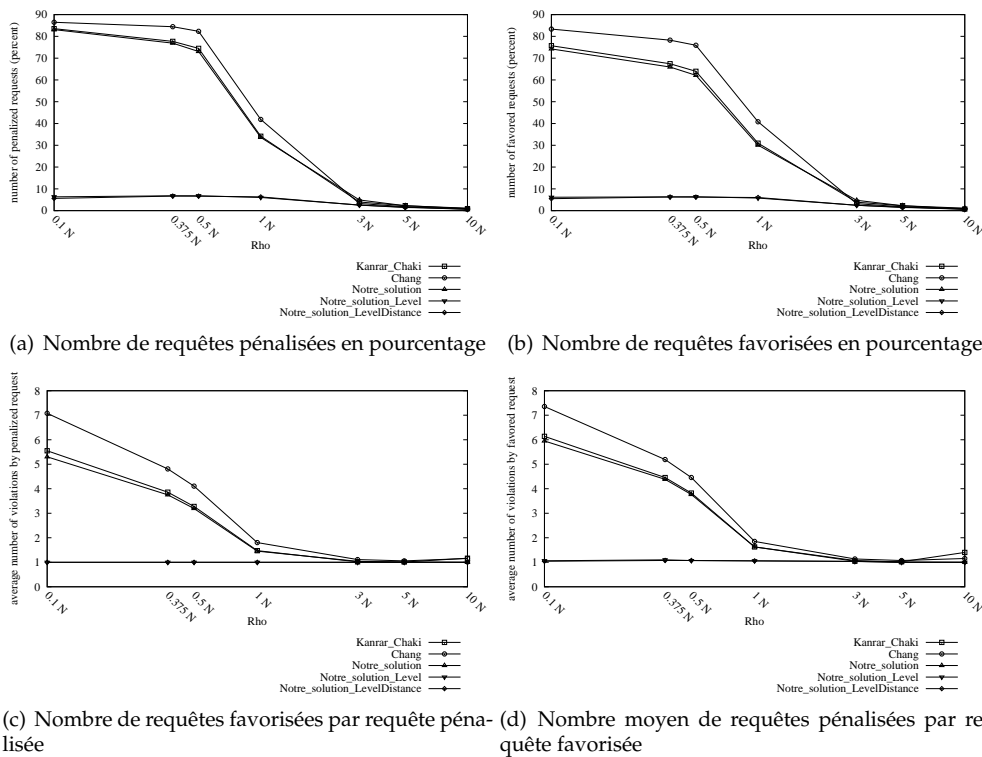 number of penalized requests (percent)
90
80
70
60
50
40
30
20
10
0
0.1 N
0.375 N
0.5 N
1 N
3 N
5 N
10 N
Rho
Kanrar_Chaki
Chang
Notre_solution
Notre_solution_Level
Notre_solution_LevelDistance
(a) Nombre de requêtes pénalisées en pourcentage
number of favored requests (percent)
90
80
70
60
50
40
30
20
10
0
0.1 N
0.375 N
0.5 N
1 N
3 N
5 N
10 N
Rho
Kanrar_Chaki
Chang
Notre_solution
Notre_solution_Level
Notre_solution_LevelDistance
(b) Nombre de requêtes favorisées en pourcentage
average number of violations by penalized request
8
7
6
5
4
3
2
1
0
0.1 N
0.375 N
0.5 N
1 N
3 N
5 N
10 N
Rho
Kanrar_Chaki
Chang
Notre_solution
Notre_solution_Level
Notre_solution_LevelDistance
(c) Nombre de requêtes favorisées par requête péna-
lisée
average number of violations by favored request
8
7
6
5
4
3
2
1
0
0.1 N
0.375 N
0.5 N
1 N
3 N
5 N
10 N
Rho
Kanrar_Chaki
Chang
Notre_solution
Notre_solution_Level
Notre_solution_LevelDistance
(d) Nombre moyen de requêtes pénalisées par re
quête favorisée